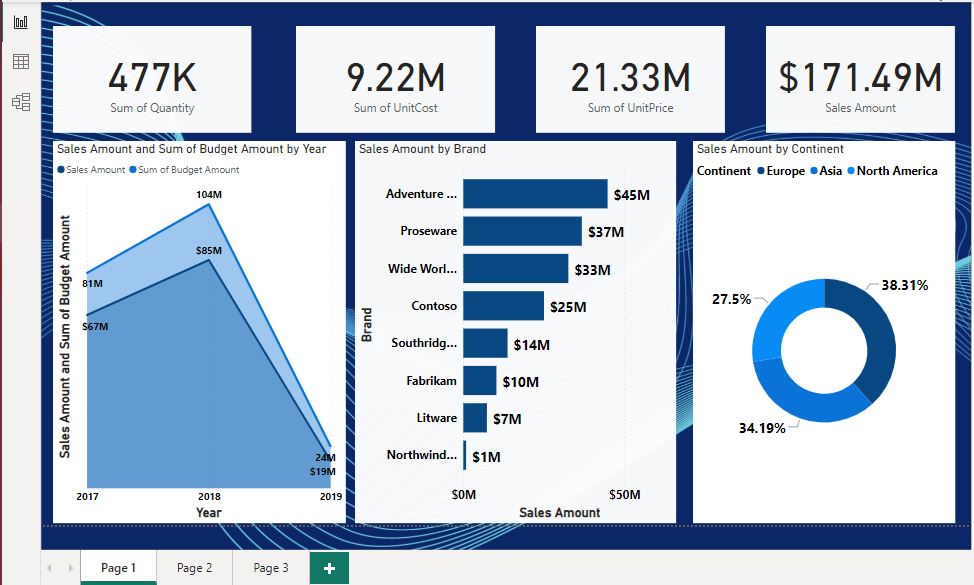 477K
Sum of Quantity
9.22M
Sum of UnitCost
21.33M
Sum of UnitPrice
$171.49M
Sales Amount
Sales Amount and Sum of Budget Amount by Year
Sales Amount Sum of Budget Amount
Sales Amount and Sum of Budget Amount
104M
$85M
81M
$67M
24M
$19M
2017 2018 2019
Year
Sales Amount by Brand
Brand
Adventure ... $45M
Proseware $37M
Wide Worl... $33M
Contoso $25M
Southridg... $14M
Fabrikam $10M
Litware $7M
Northwind... $1M
$0M $50M
Sales Amount
Sales Amount by Continent
Continent Europe Asia North America
38.31%
27.5%
34.19%
Page 1 Page 2 Page 3 +